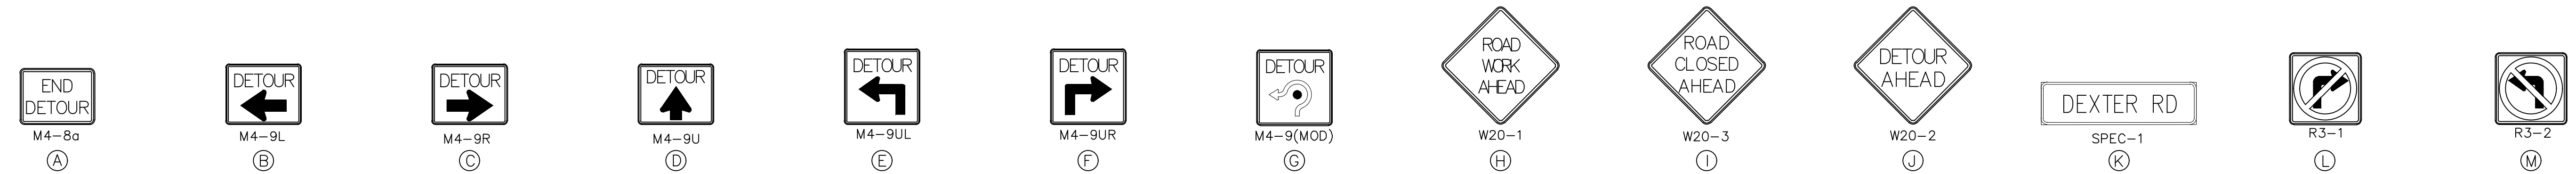 END
DETOUR
M4-8a
A
DETOUR
M4-9L
B
DETOUR
M4-9R
C
DETOUR
M4-9U
D
DETOUR
M4-9UL
E
DETOUR
M4-9UR
F
DETOUR
M4-9(MOD)
G
ROAD
WORK
AHEAD
W20-1
H
ROAD
CLOSED
AHEAD
W20-3
I
DETOUR
AHEAD
W20-2
J
DEXTER RD
SPEC-1
K
R3-1
L
R3-2
M